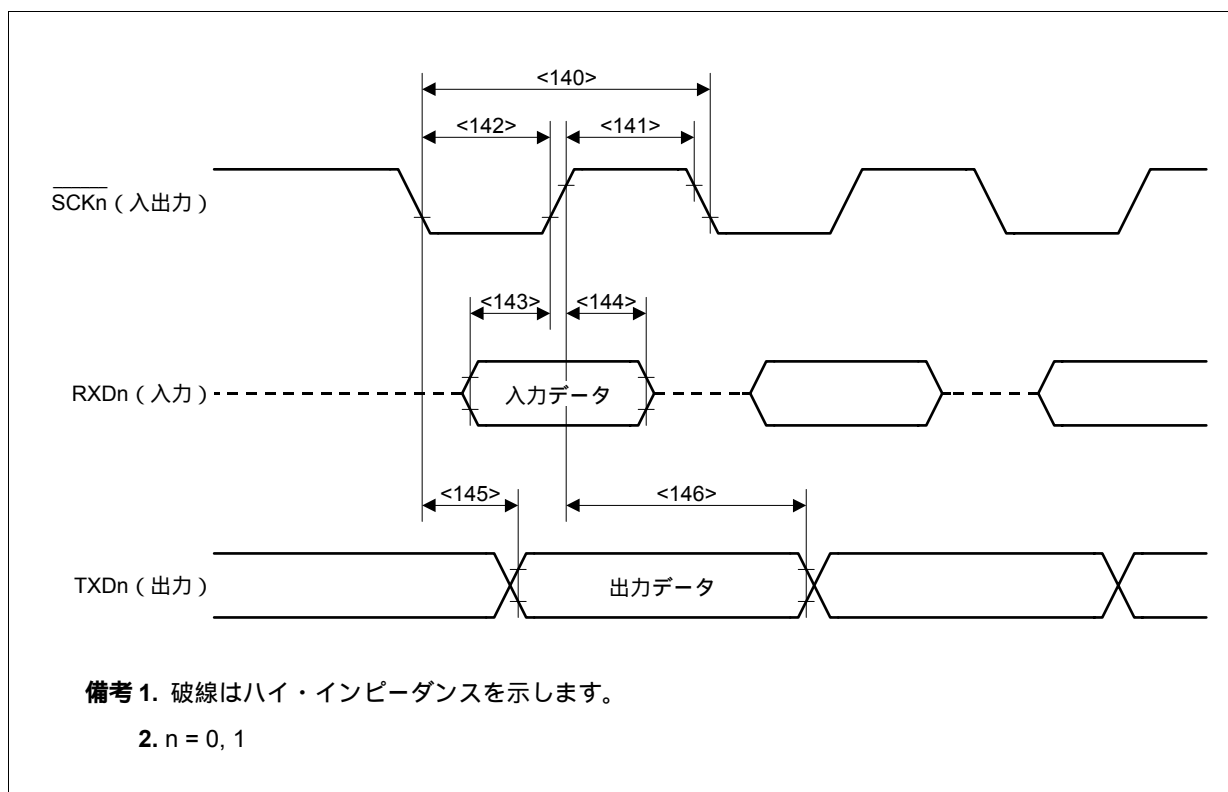 <140>
<142>
<141>
SCKn（入出力）
<143>
<144>
RXDn（入力）
入力データ
<145>
<146>
TXDn（出力）
出力データ
備考 1. 破線はハイ・インピーダンスを示します。
2. n = 0, 1